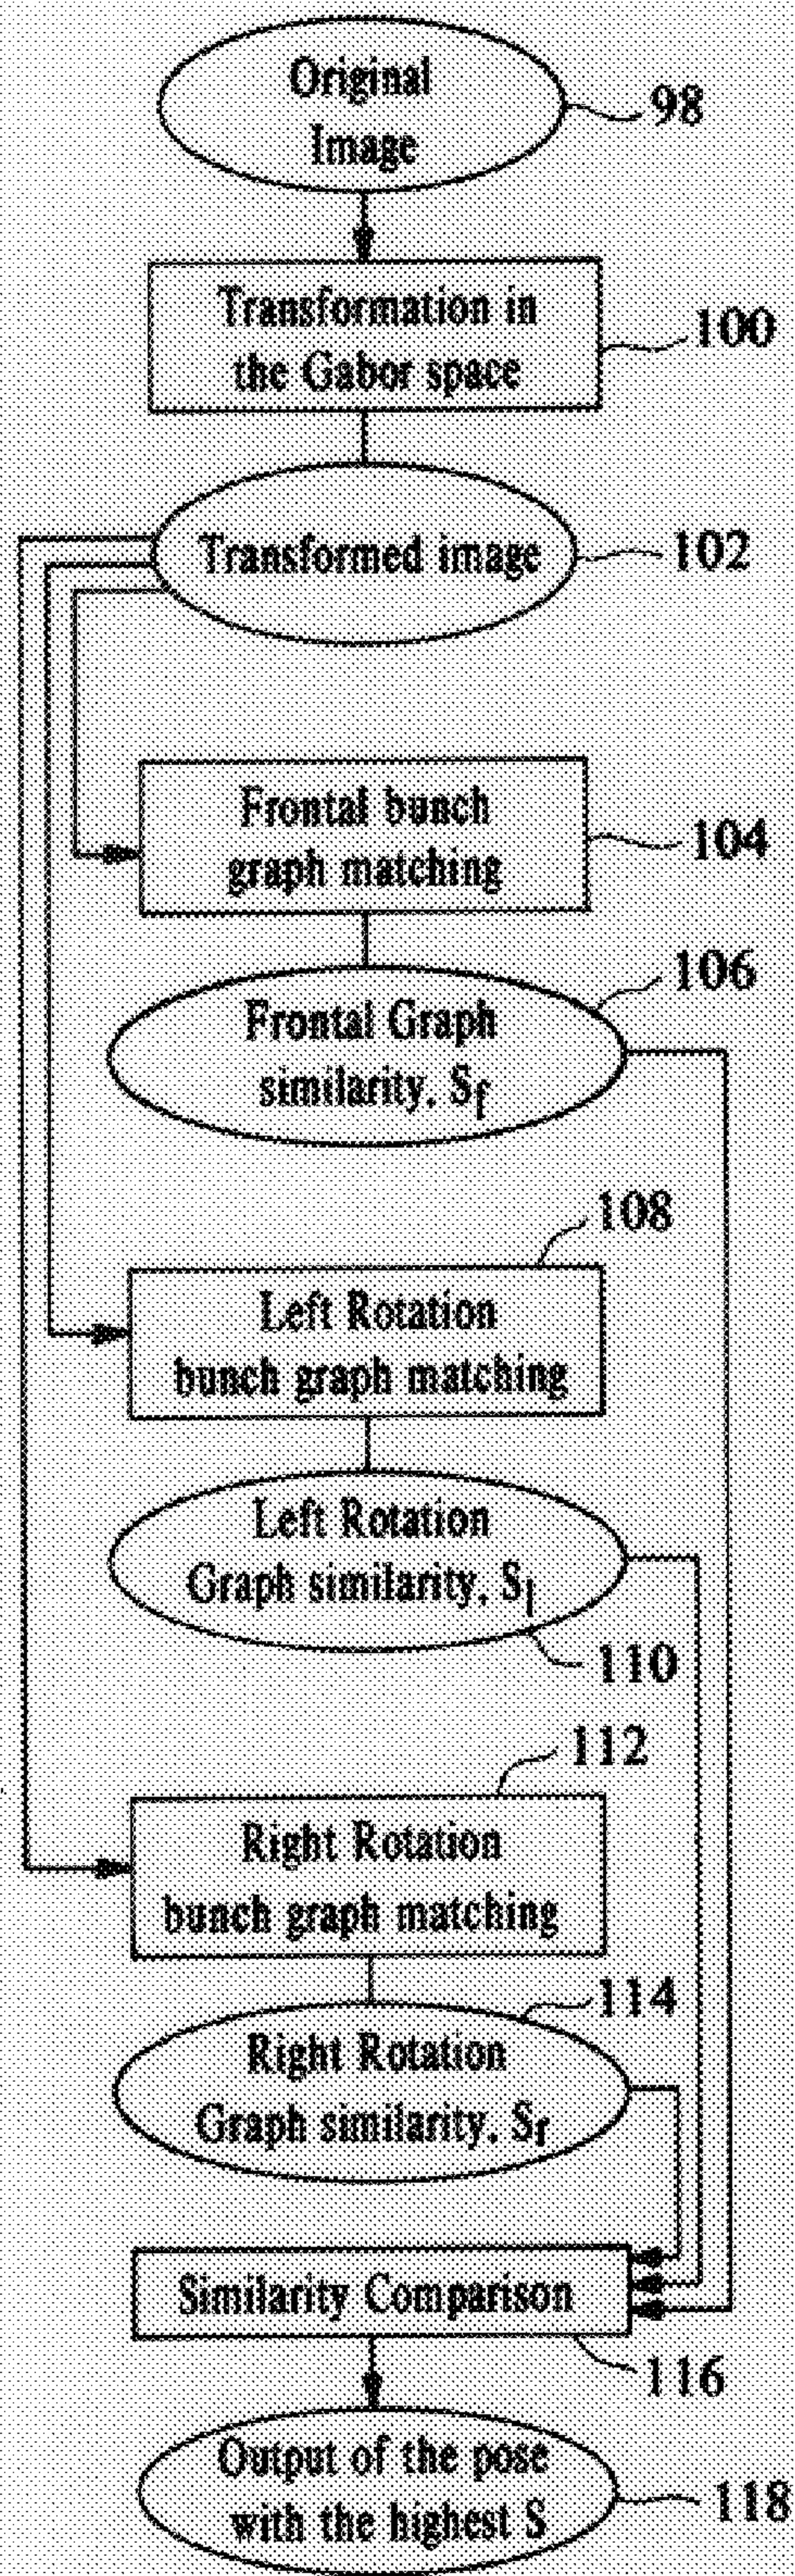 Original
Image
98
Transformation in
the Gabor space
100
Transformed image
102
Frontal bunch
graph matching
104
106
Frontal Graph
similarity. Sf
108
Left Rotation
bunch graph matching
Left Rotation
Graph similarity. Sl
110
112
Right Rotation
bunch graph matching
114
Right Rotation
Graph similarity. Sr
Similarity Comparison
116
Output of the pose
with the highest S
118